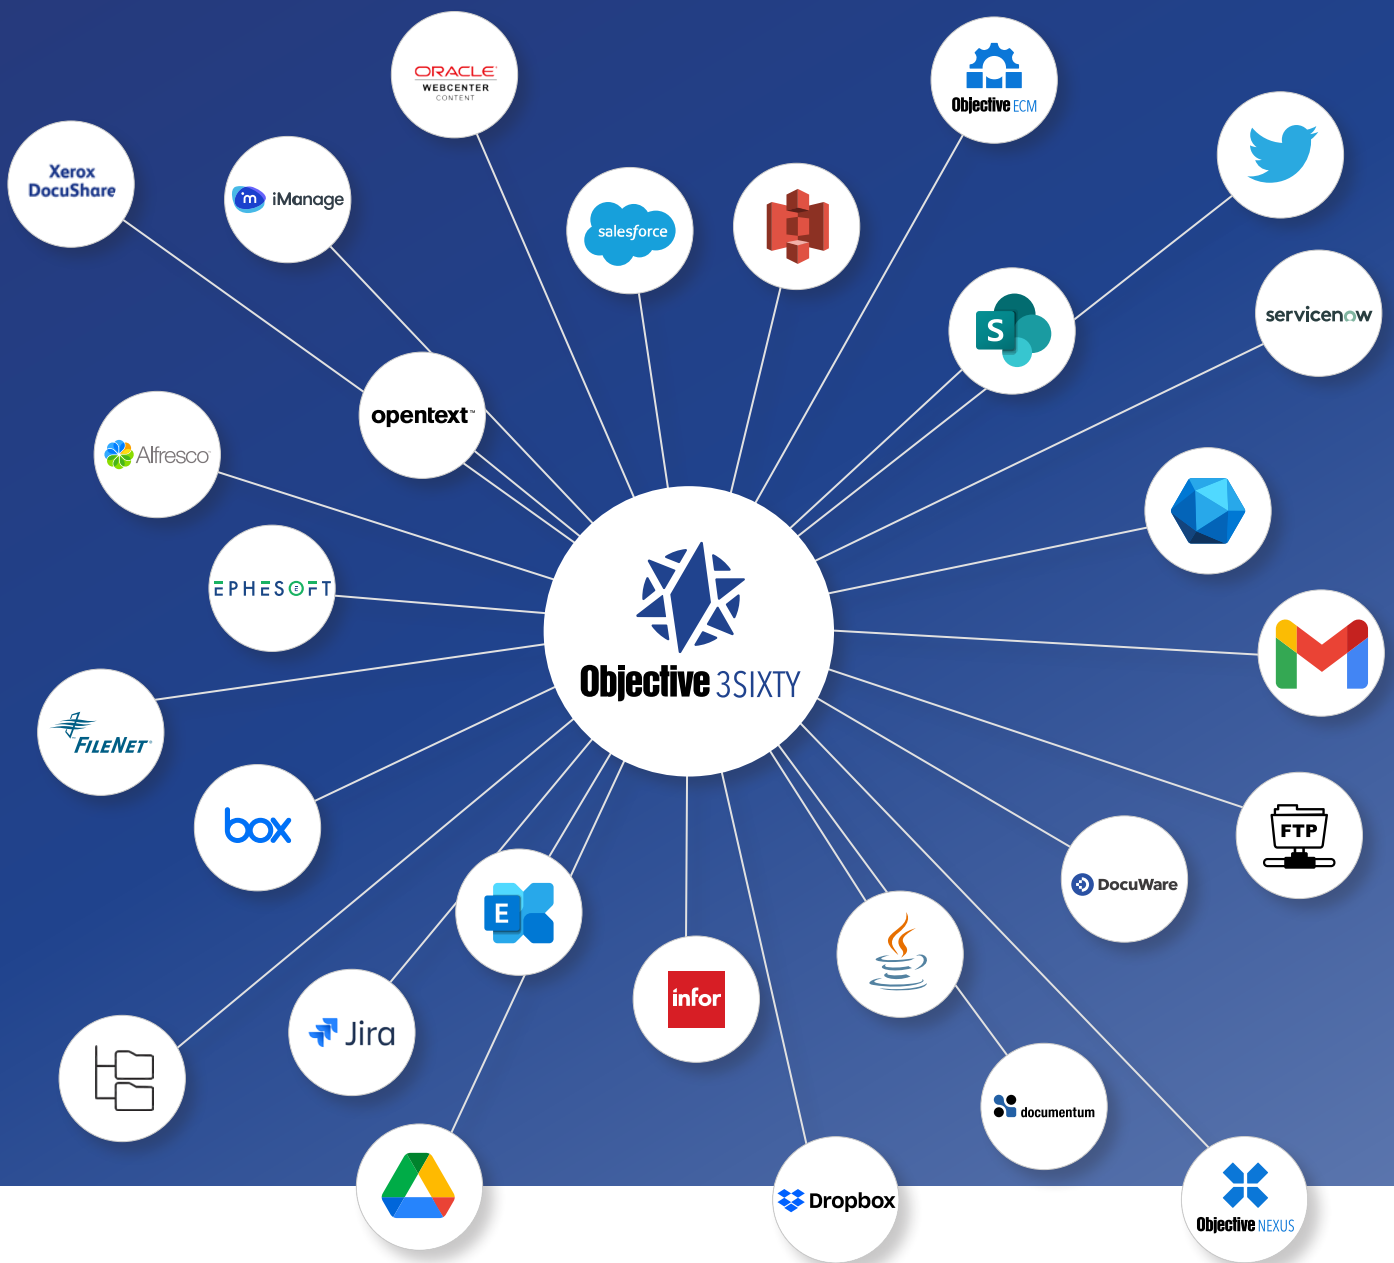 ORACLE
WEBCENTER
CONTENT
Objective ECM
Xerox
DocuShare
iManage
salesforce
S
servicenow
opentext™
Alfresco
EPHESOFT
Objective 3SIXTY
FILENET
box
FTP
DocuWare
E
infor
Jira
documentum
Dropbox
Objective NEXUS